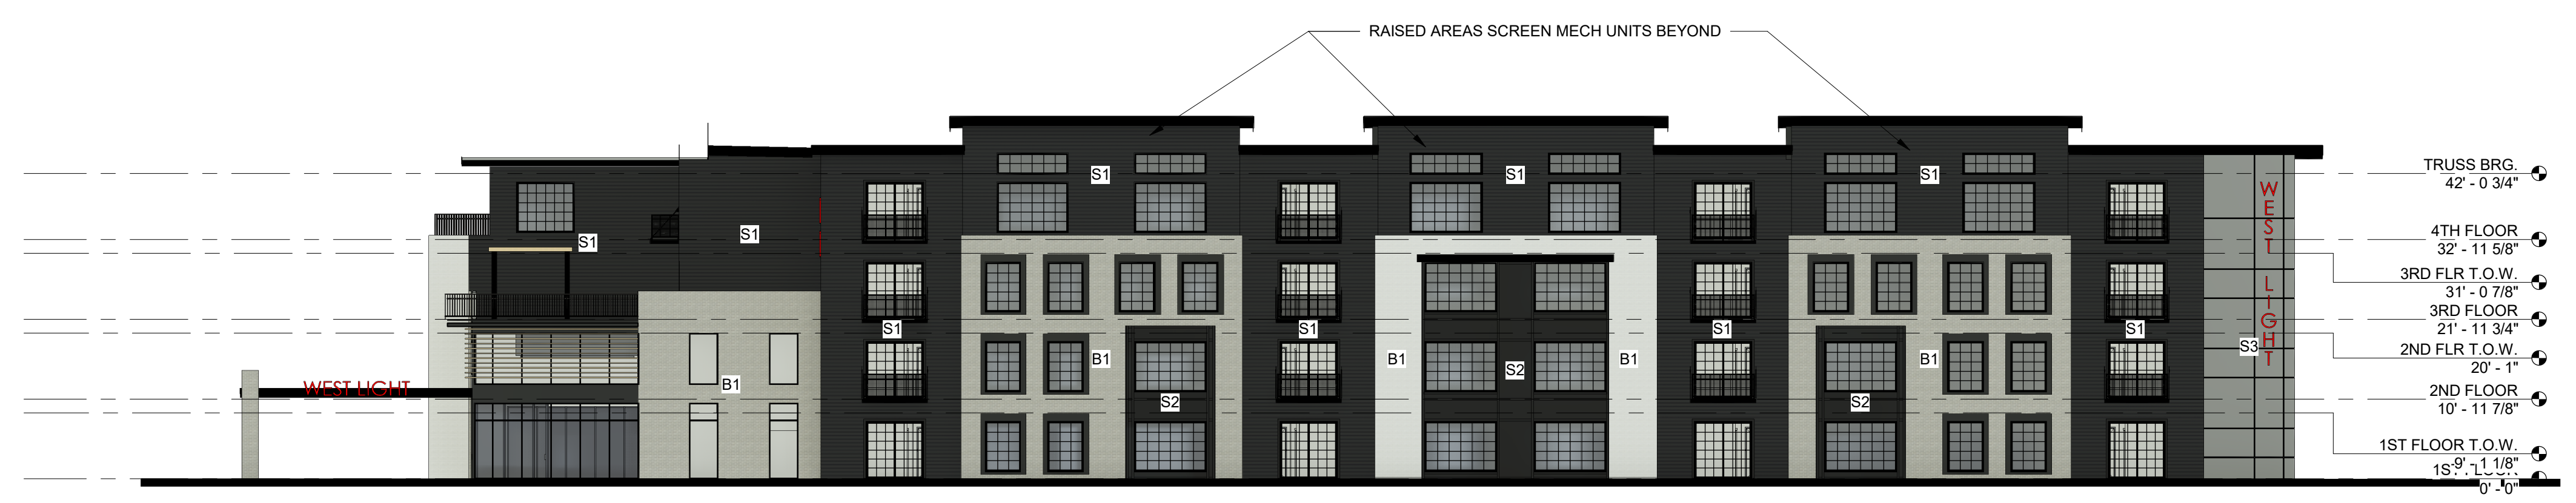 RAISED AREAS SCREEN MECH UNITS BEYOND
TRUSS BRG.
42' - 0 3/4"
4TH FLOOR
32' - 11 5/8"
3RD FLR T.O.W.
31' - 0 7/8"
3RD FLOOR
21' - 11 3/4"
2ND FLR T.O.W.
20' - 1"
2ND FLOOR
10' - 11 7/8"
1ST FLOOR T.O.W.
9' - 1 1/8"
1ST FLOOR
0' - 0"
S1
S1
S1
S1
S1
S1
S1
S1
S1
B1
B1
S2
B1
S2
B1
B1
S2
S3
WEST LIGHT
WEST LIGHT